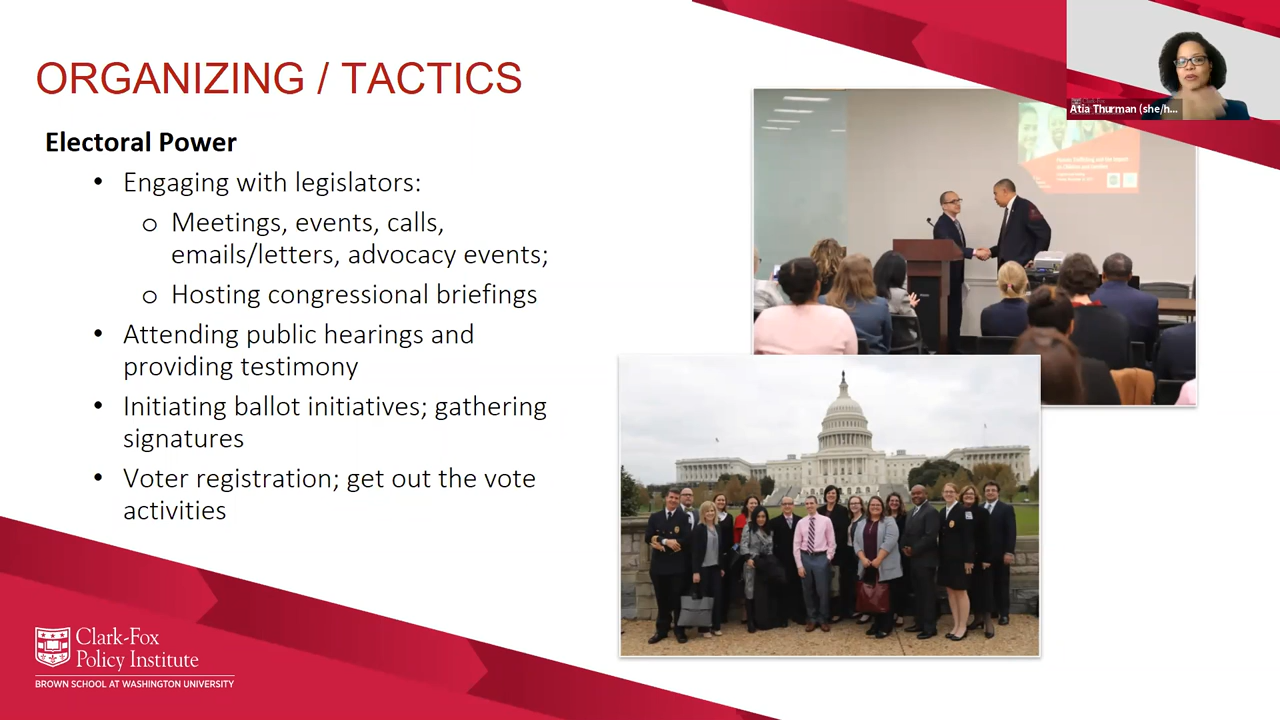 ORGANIZING / TACTICS
Atia Thurman (she/h...
Electoral Power
• Engaging with legislators:
o Meetings, events, calls,
emails/letters, advocacy events;
o Hosting congressional briefings
• Attending public hearings and
providing testimony
• Initiating ballot initiatives; gathering
signatures
• Voter registration; get out the vote
activities
Clark-Fox
Policy Institute
BROWN SCHOOL AT WASHINGTON UNIVERSITY